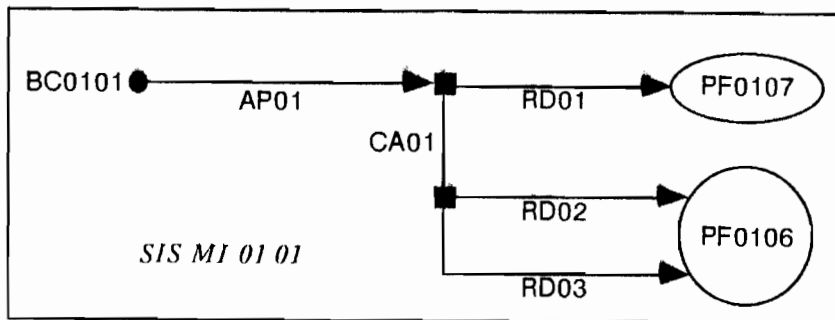 BC0101
AP01
RD01
PF0107
CA01
RD02
PF0106
SIS MI 01 01
RD03